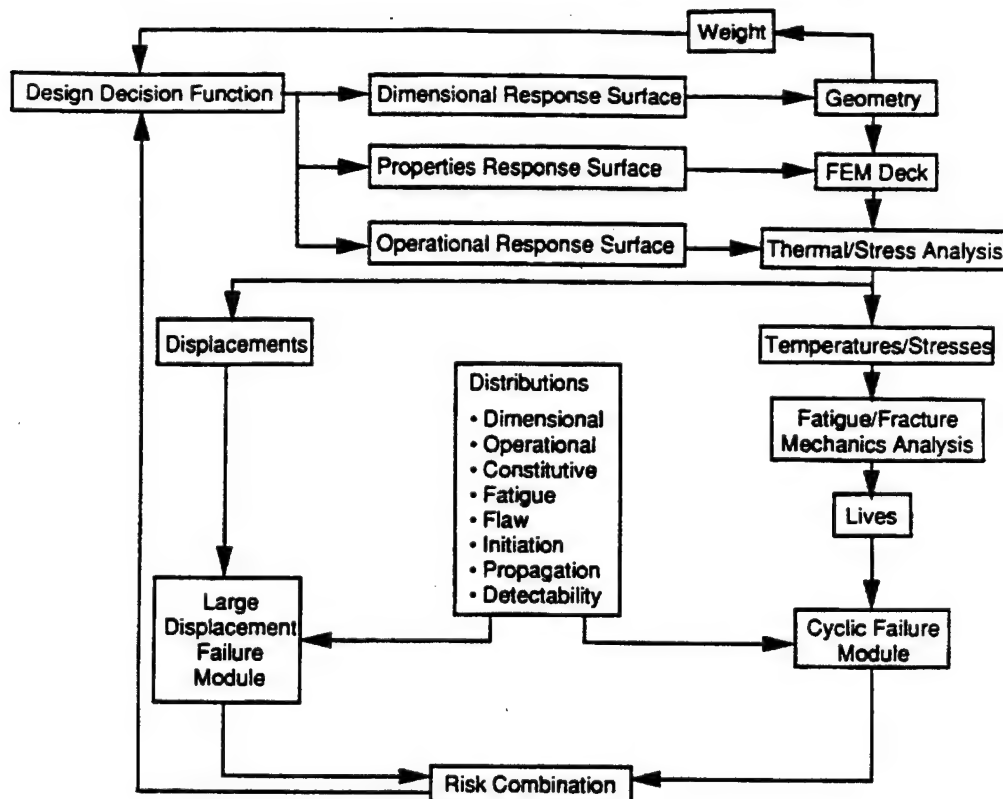 Weight
Design Decision Function
Dimensional Response Surface
Geometry
Properties Response Surface
FEM Deck
Operational Response Surface
Thermal/Stress Analysis
Displacements
Temperatures/Stresses
Distributions
• Dimensional
• Operational
• Constitutive
• Fatigue
• Flaw
• Initiation
• Propagation
• Detectability
Fatigue/Fracture
Mechanics Analysis
Lives
Large
Displacement
Failure
Module
Cyclic Failure
Module
Risk Combination